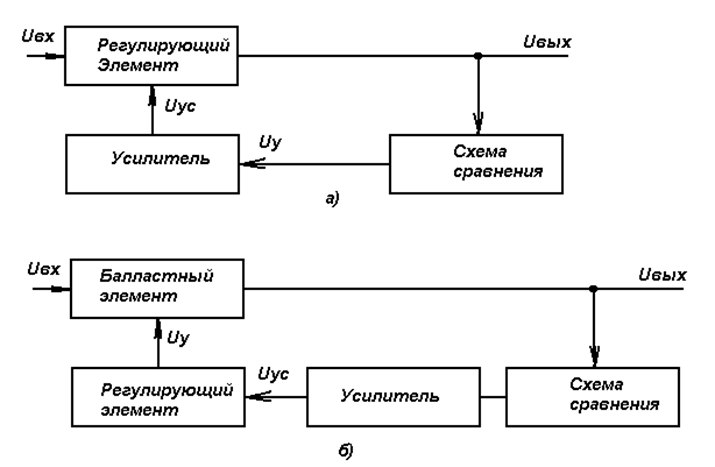 Uвх
Регулирующий
Элемент
Uвых
Uус
Усилитель
Uу
Схема
сравнения
а)
Uвх
Балластный
элемент
Uвых
Uу
Регулирующий
элемент
Uус
Усилитель
Схема
сравнения
б)